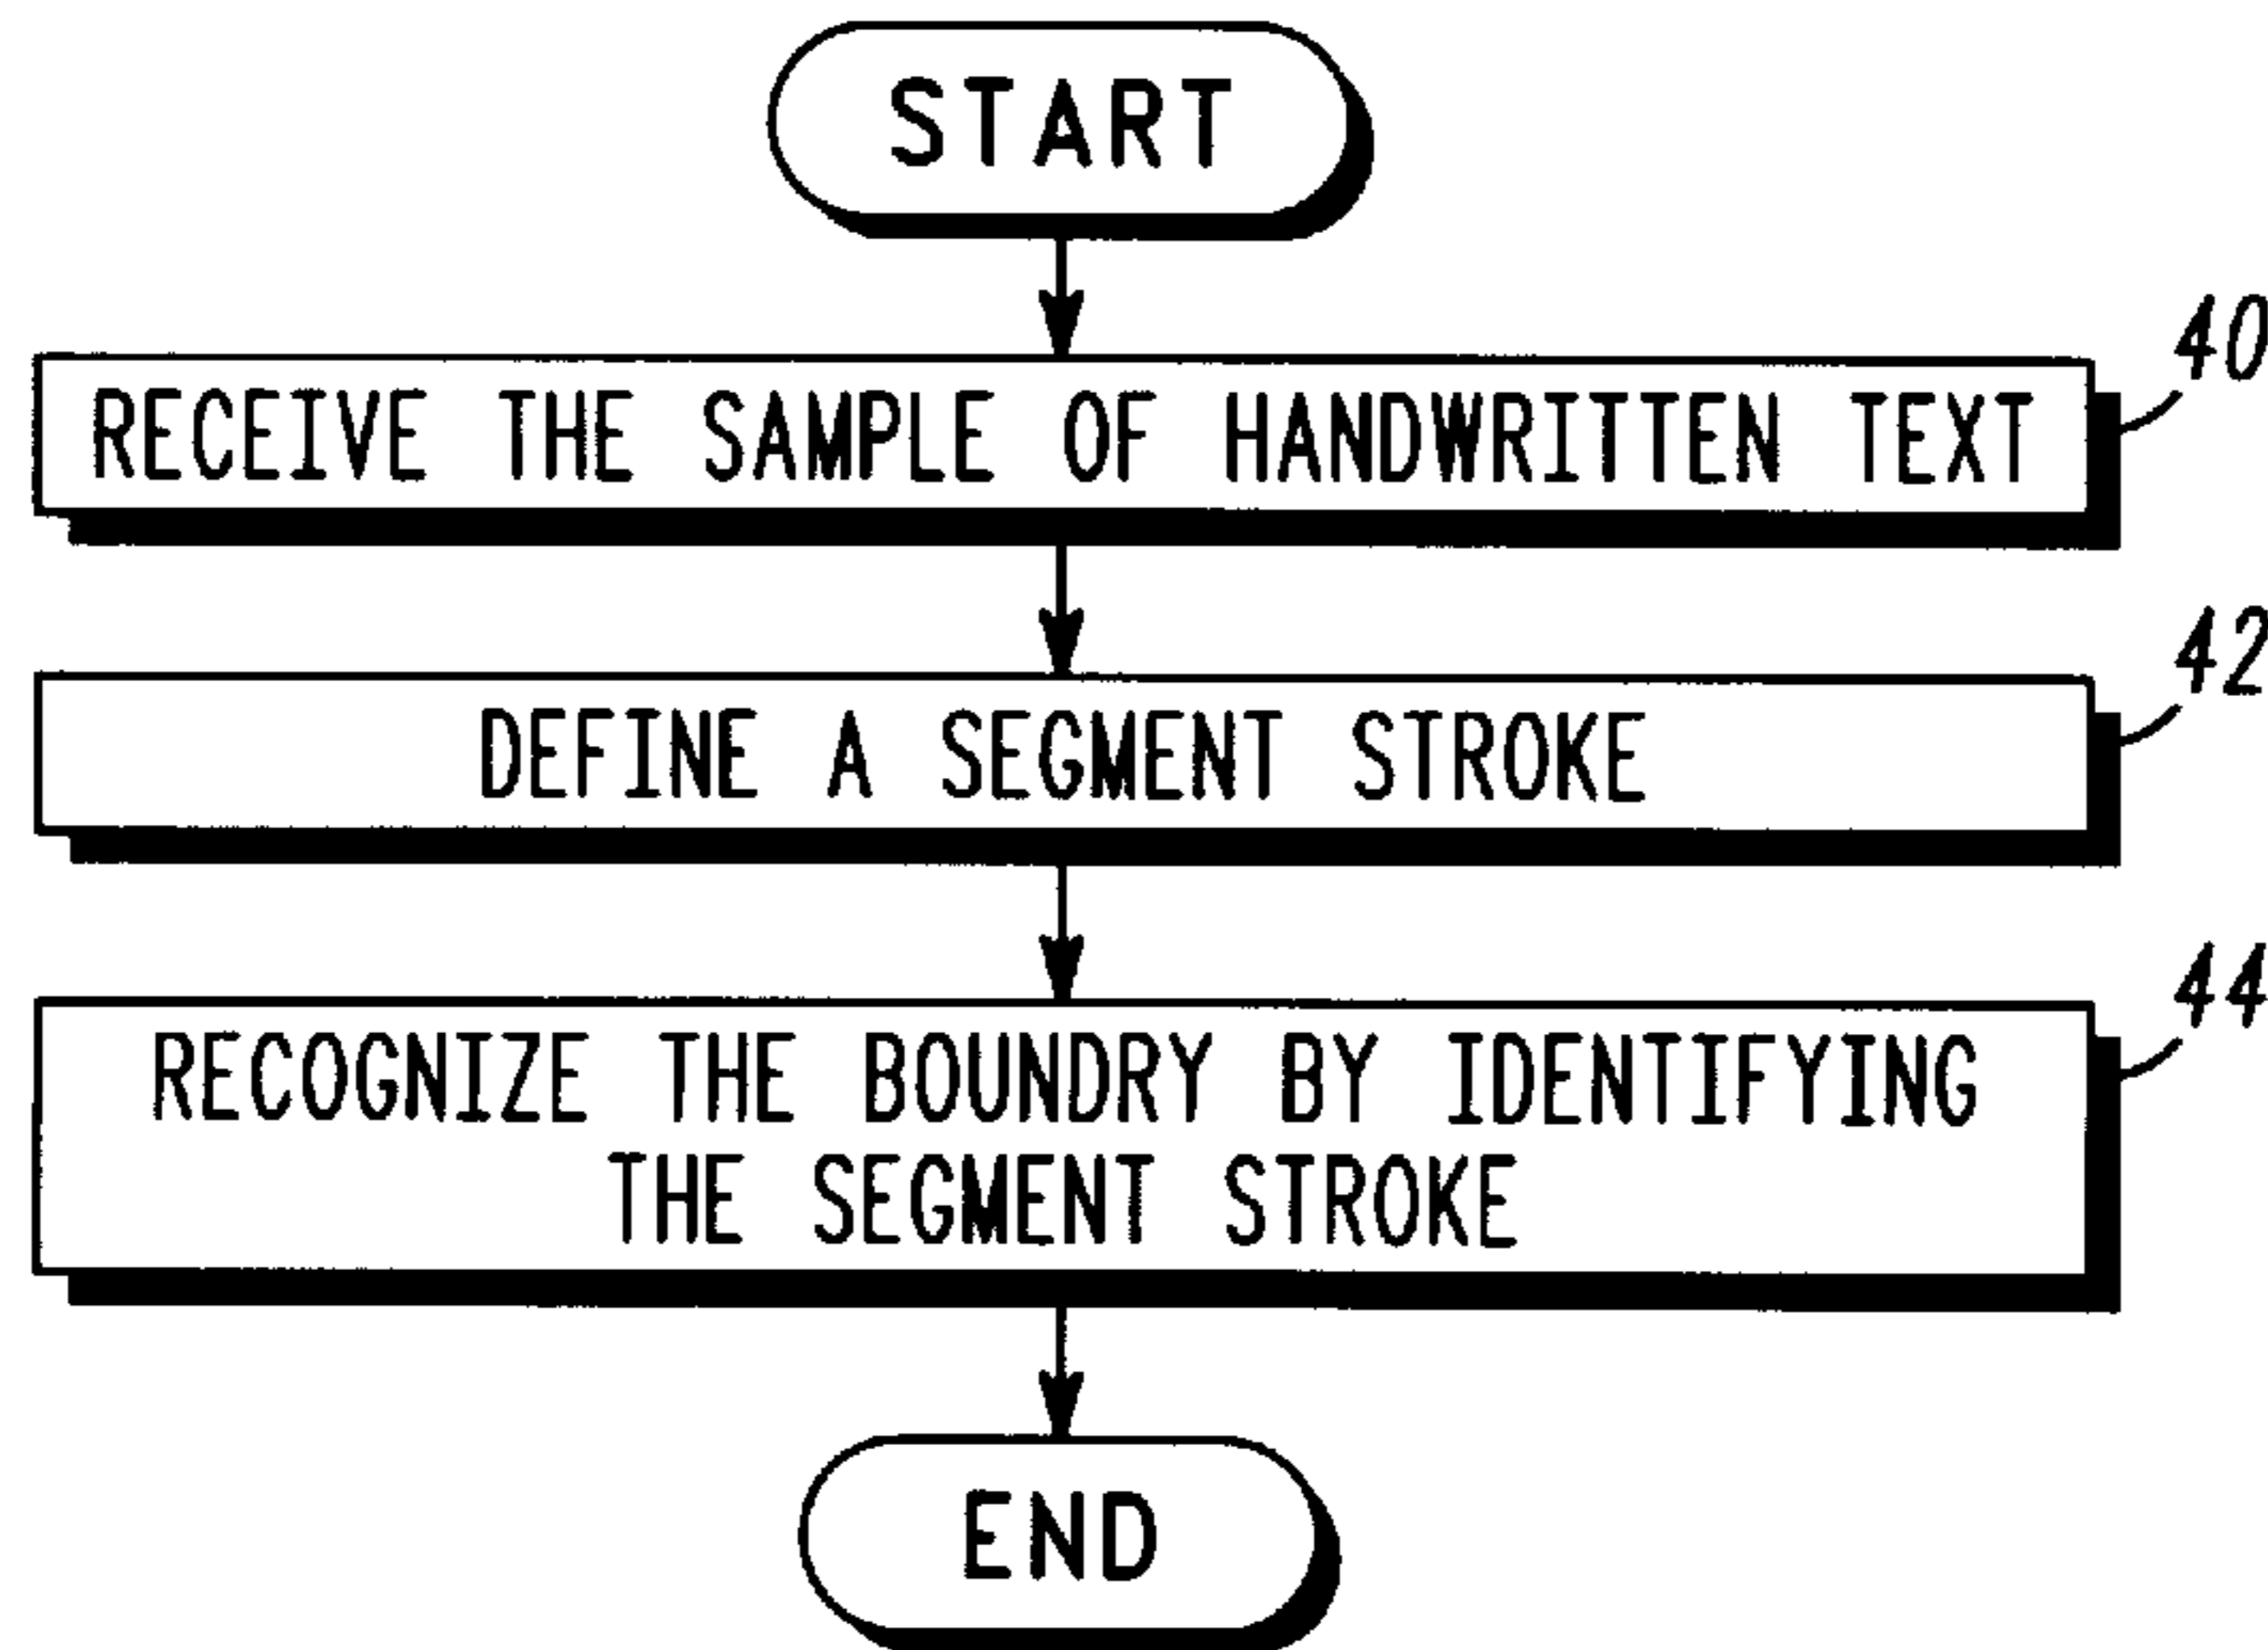 START
40
RECEIVE THE SAMPLE OF HANDWRITTEN TEXT
42
DEFINE A SEGMENT STROKE
44
RECOGNIZE THE BOUNDRY BY IDENTIFYING
THE SEGMENT STROKE
END